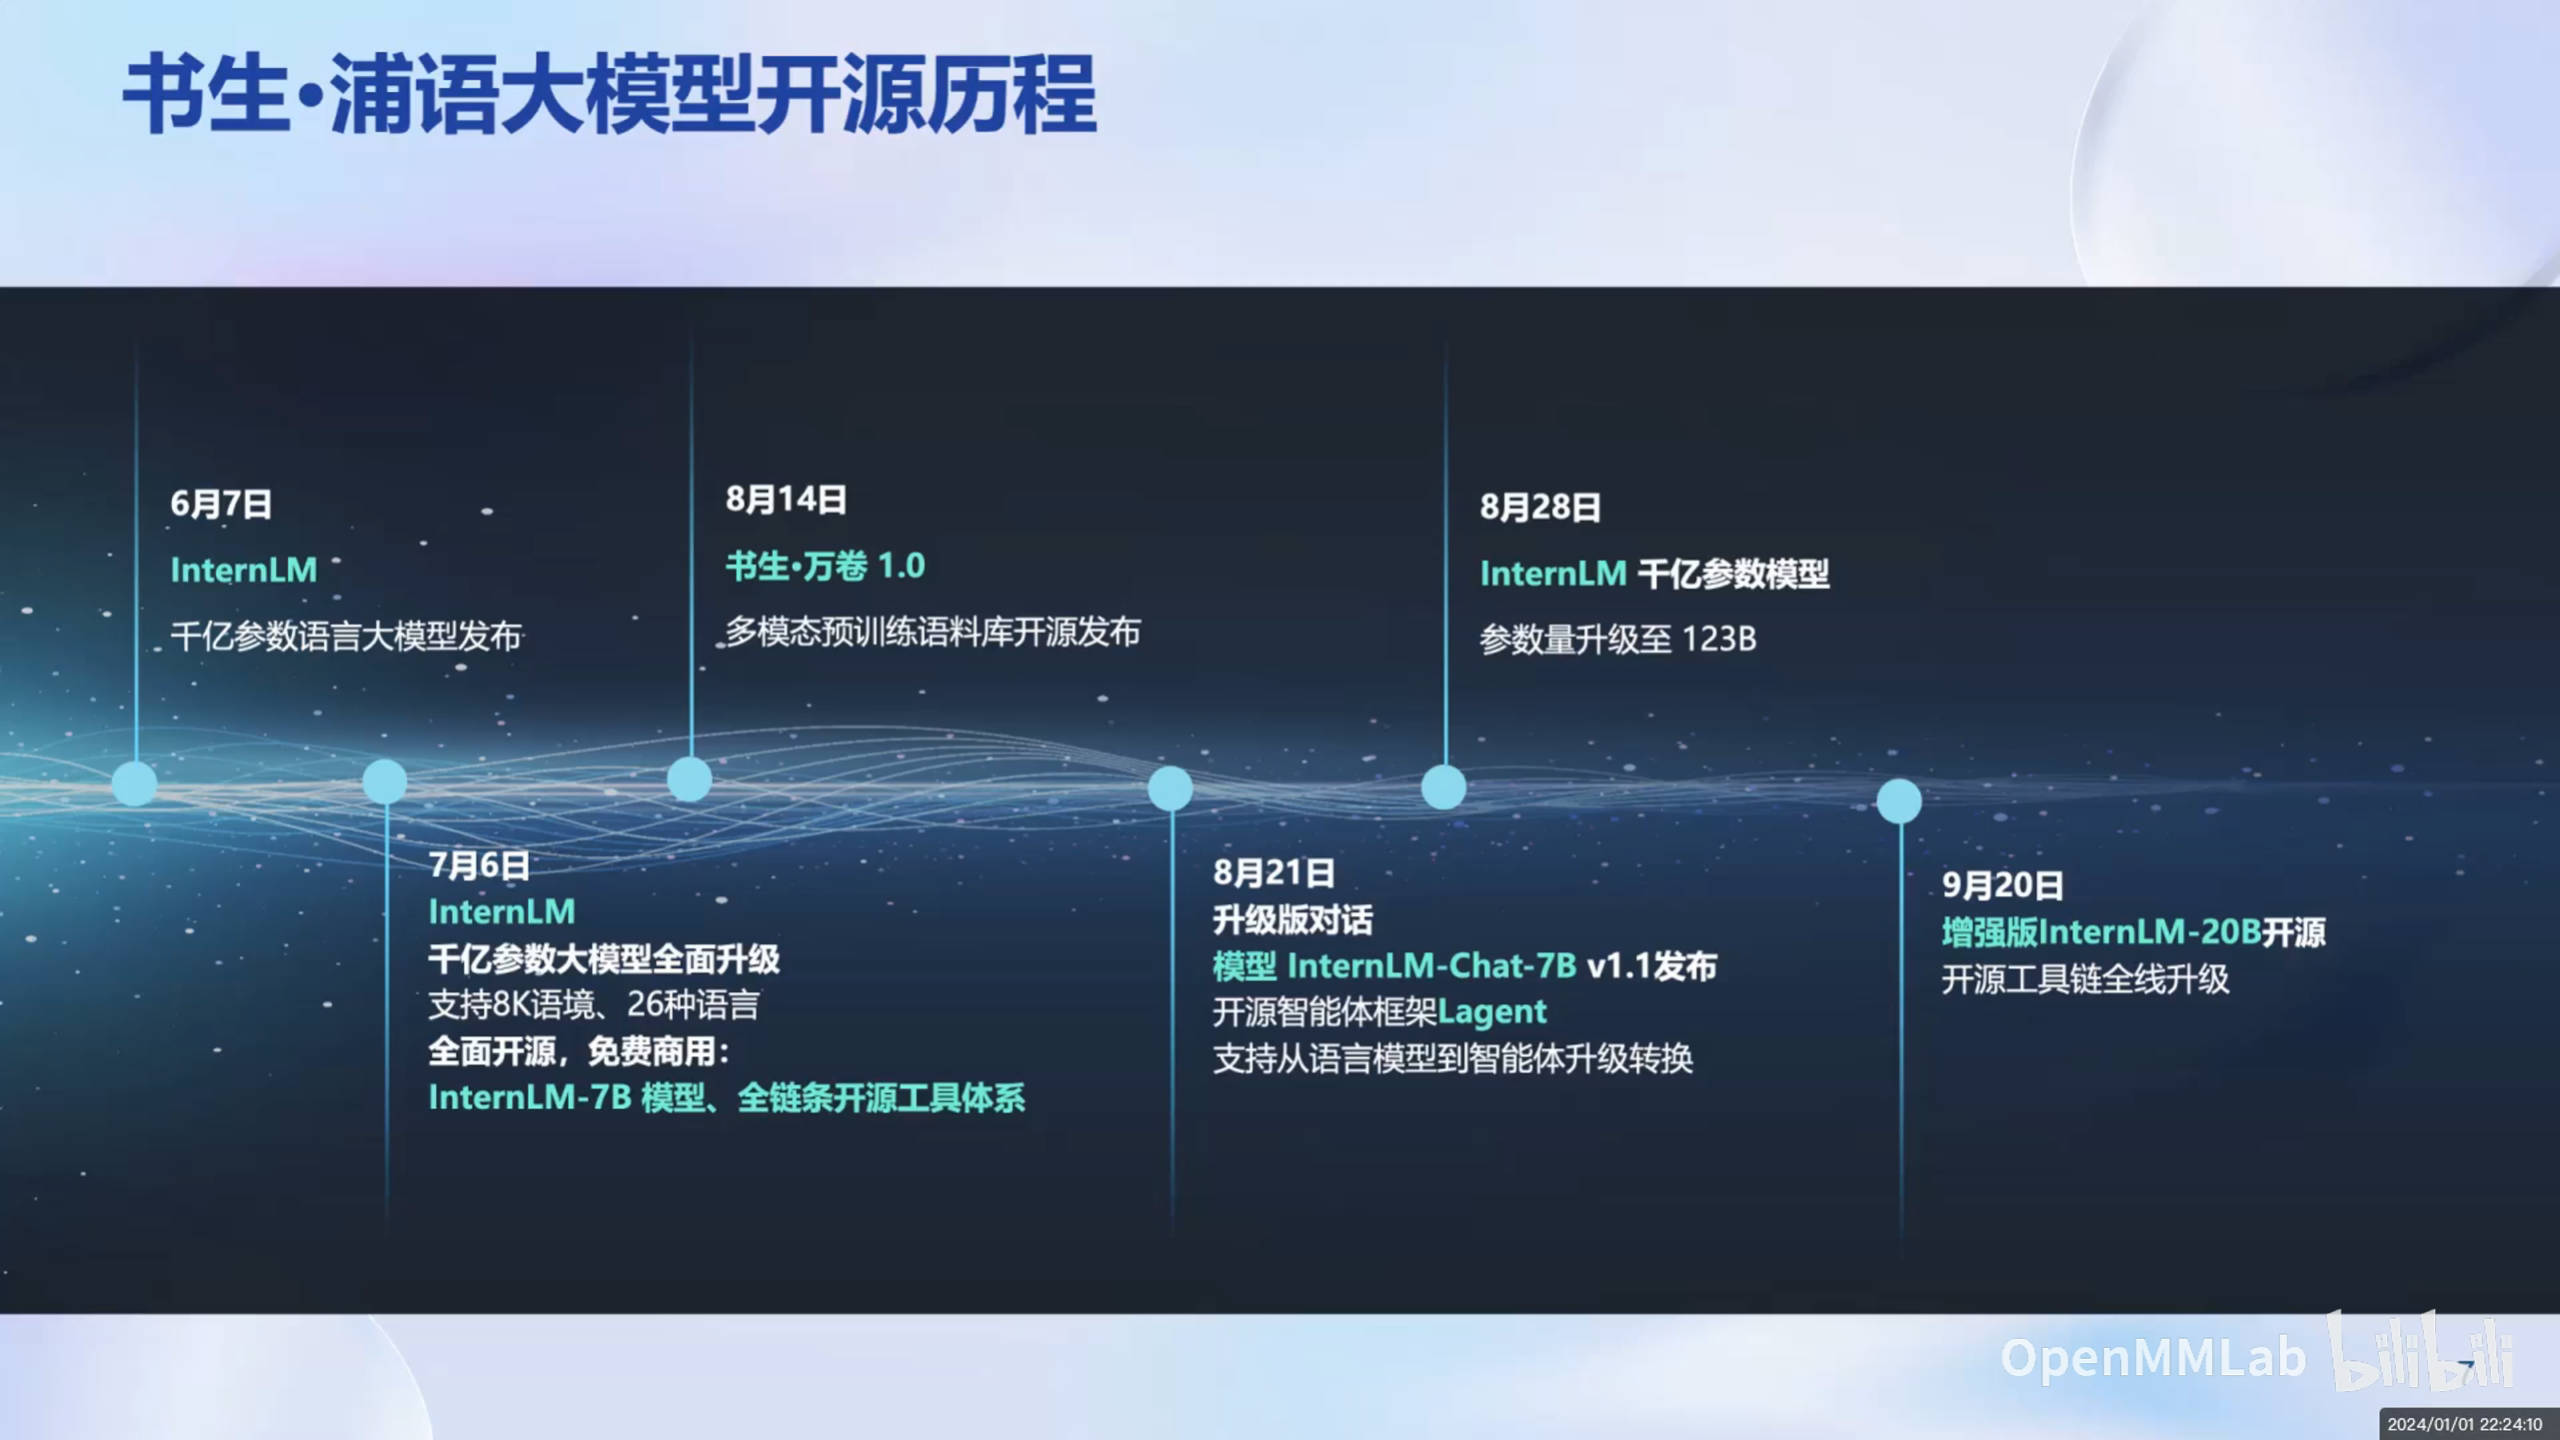 书生·浦语大模型开源历程
6月7日
InternLM
千亿参数语言大模型发布
7月6日
InternLM
千亿参数大模型全面升级
支持8K语境、26种语言
全面开源，免费商用：
InternLM-7B 模型、全链条开源工具体系
8月14日
书生·万卷 1.0
多模态预训练语料库开源发布
8月21日
升级版对话
模型 InternLM-Chat-7B v1.1发布
开源智能体框架Lagent
支持从语言模型到智能体升级转换
8月28日
InternLM 千亿参数模型
参数量升级至 123B
9月20日
增强版InternLM-20B开源
开源工具链全线升级
OpenMMLab bilibili
7
2024/01/01 22:24:10